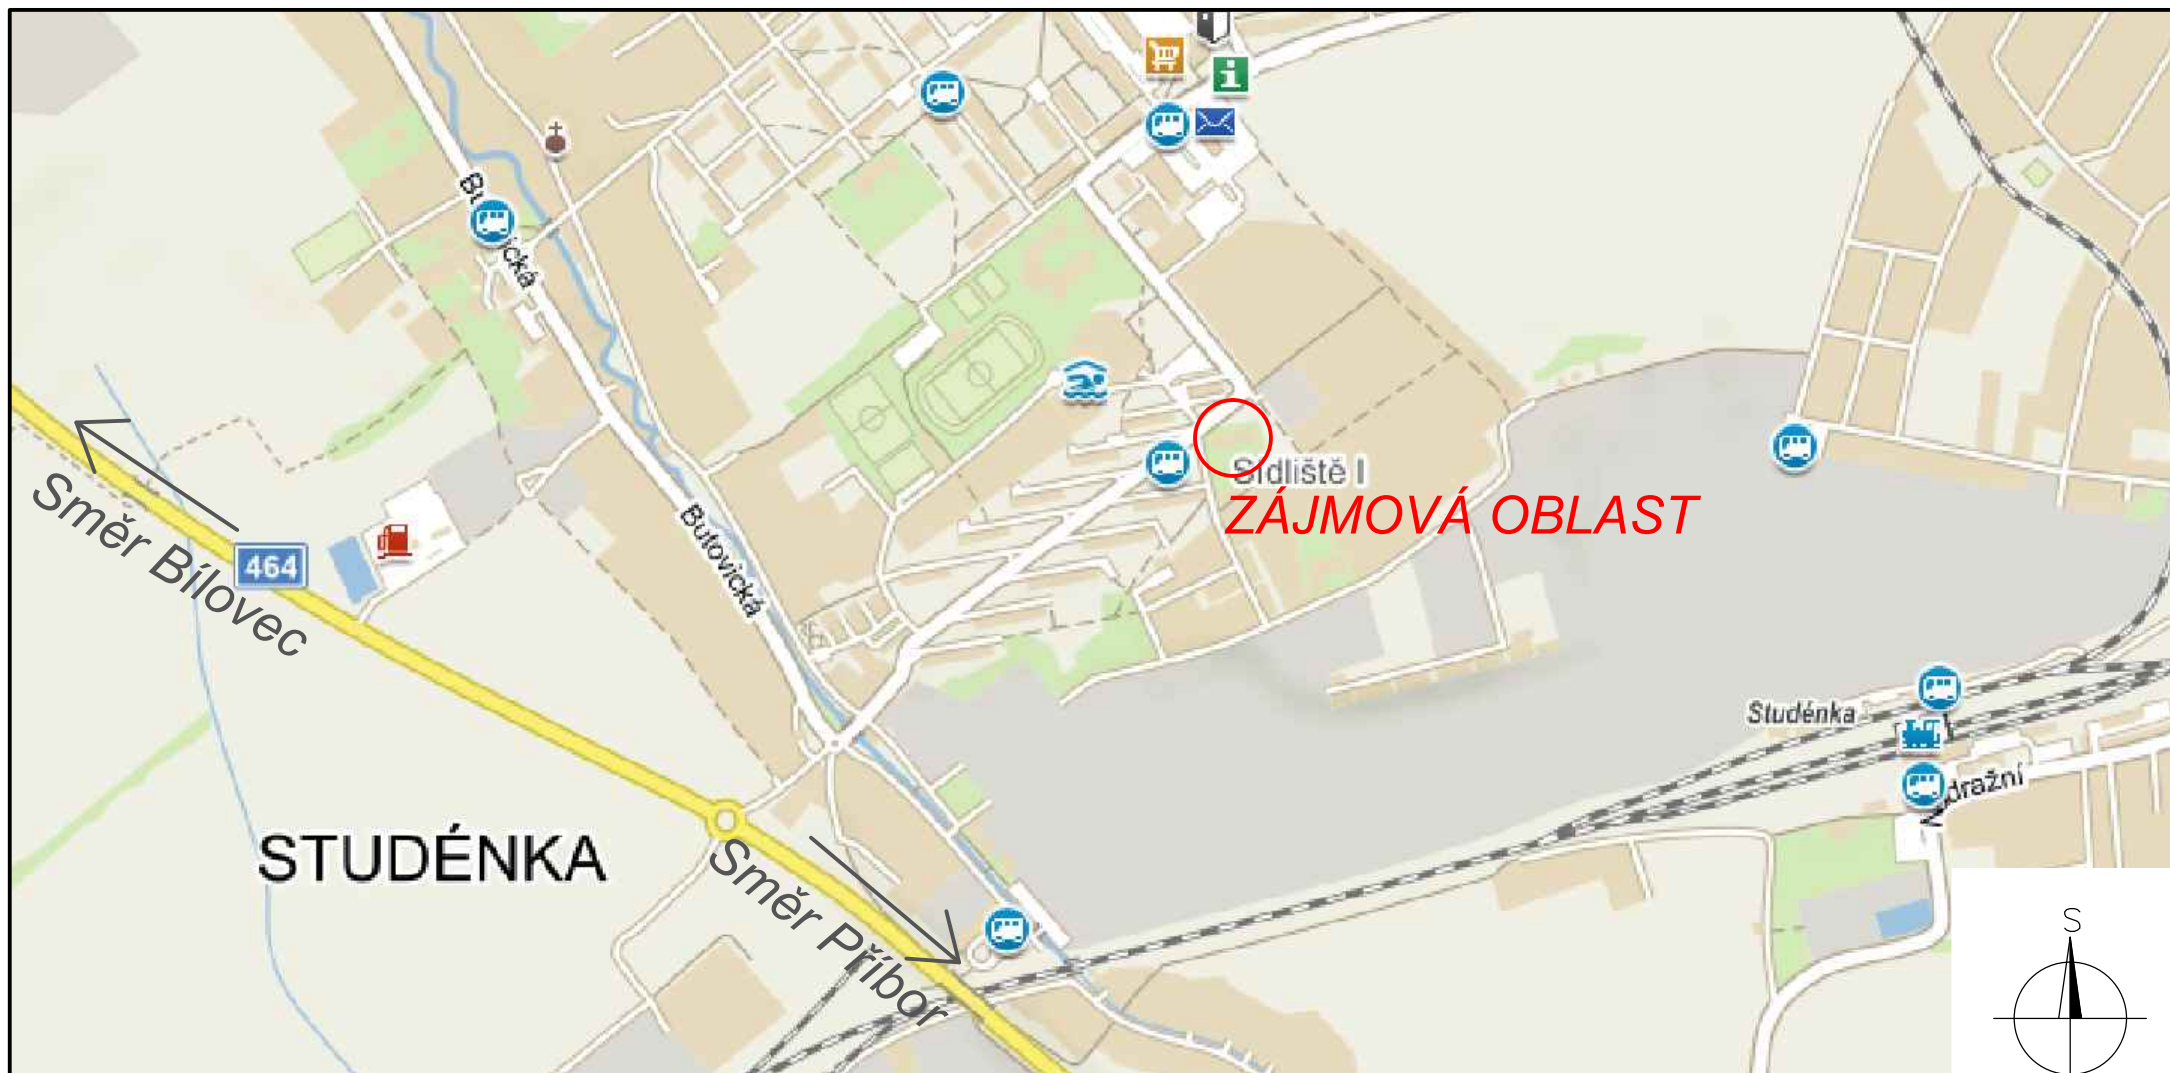 Butovická
Sídliště I
ZÁJMOVÁ OBLAST
Směr Bílovec
464
Butovická
Studénka
Nádražní
STUDÉNKA
Směr Příbor
S